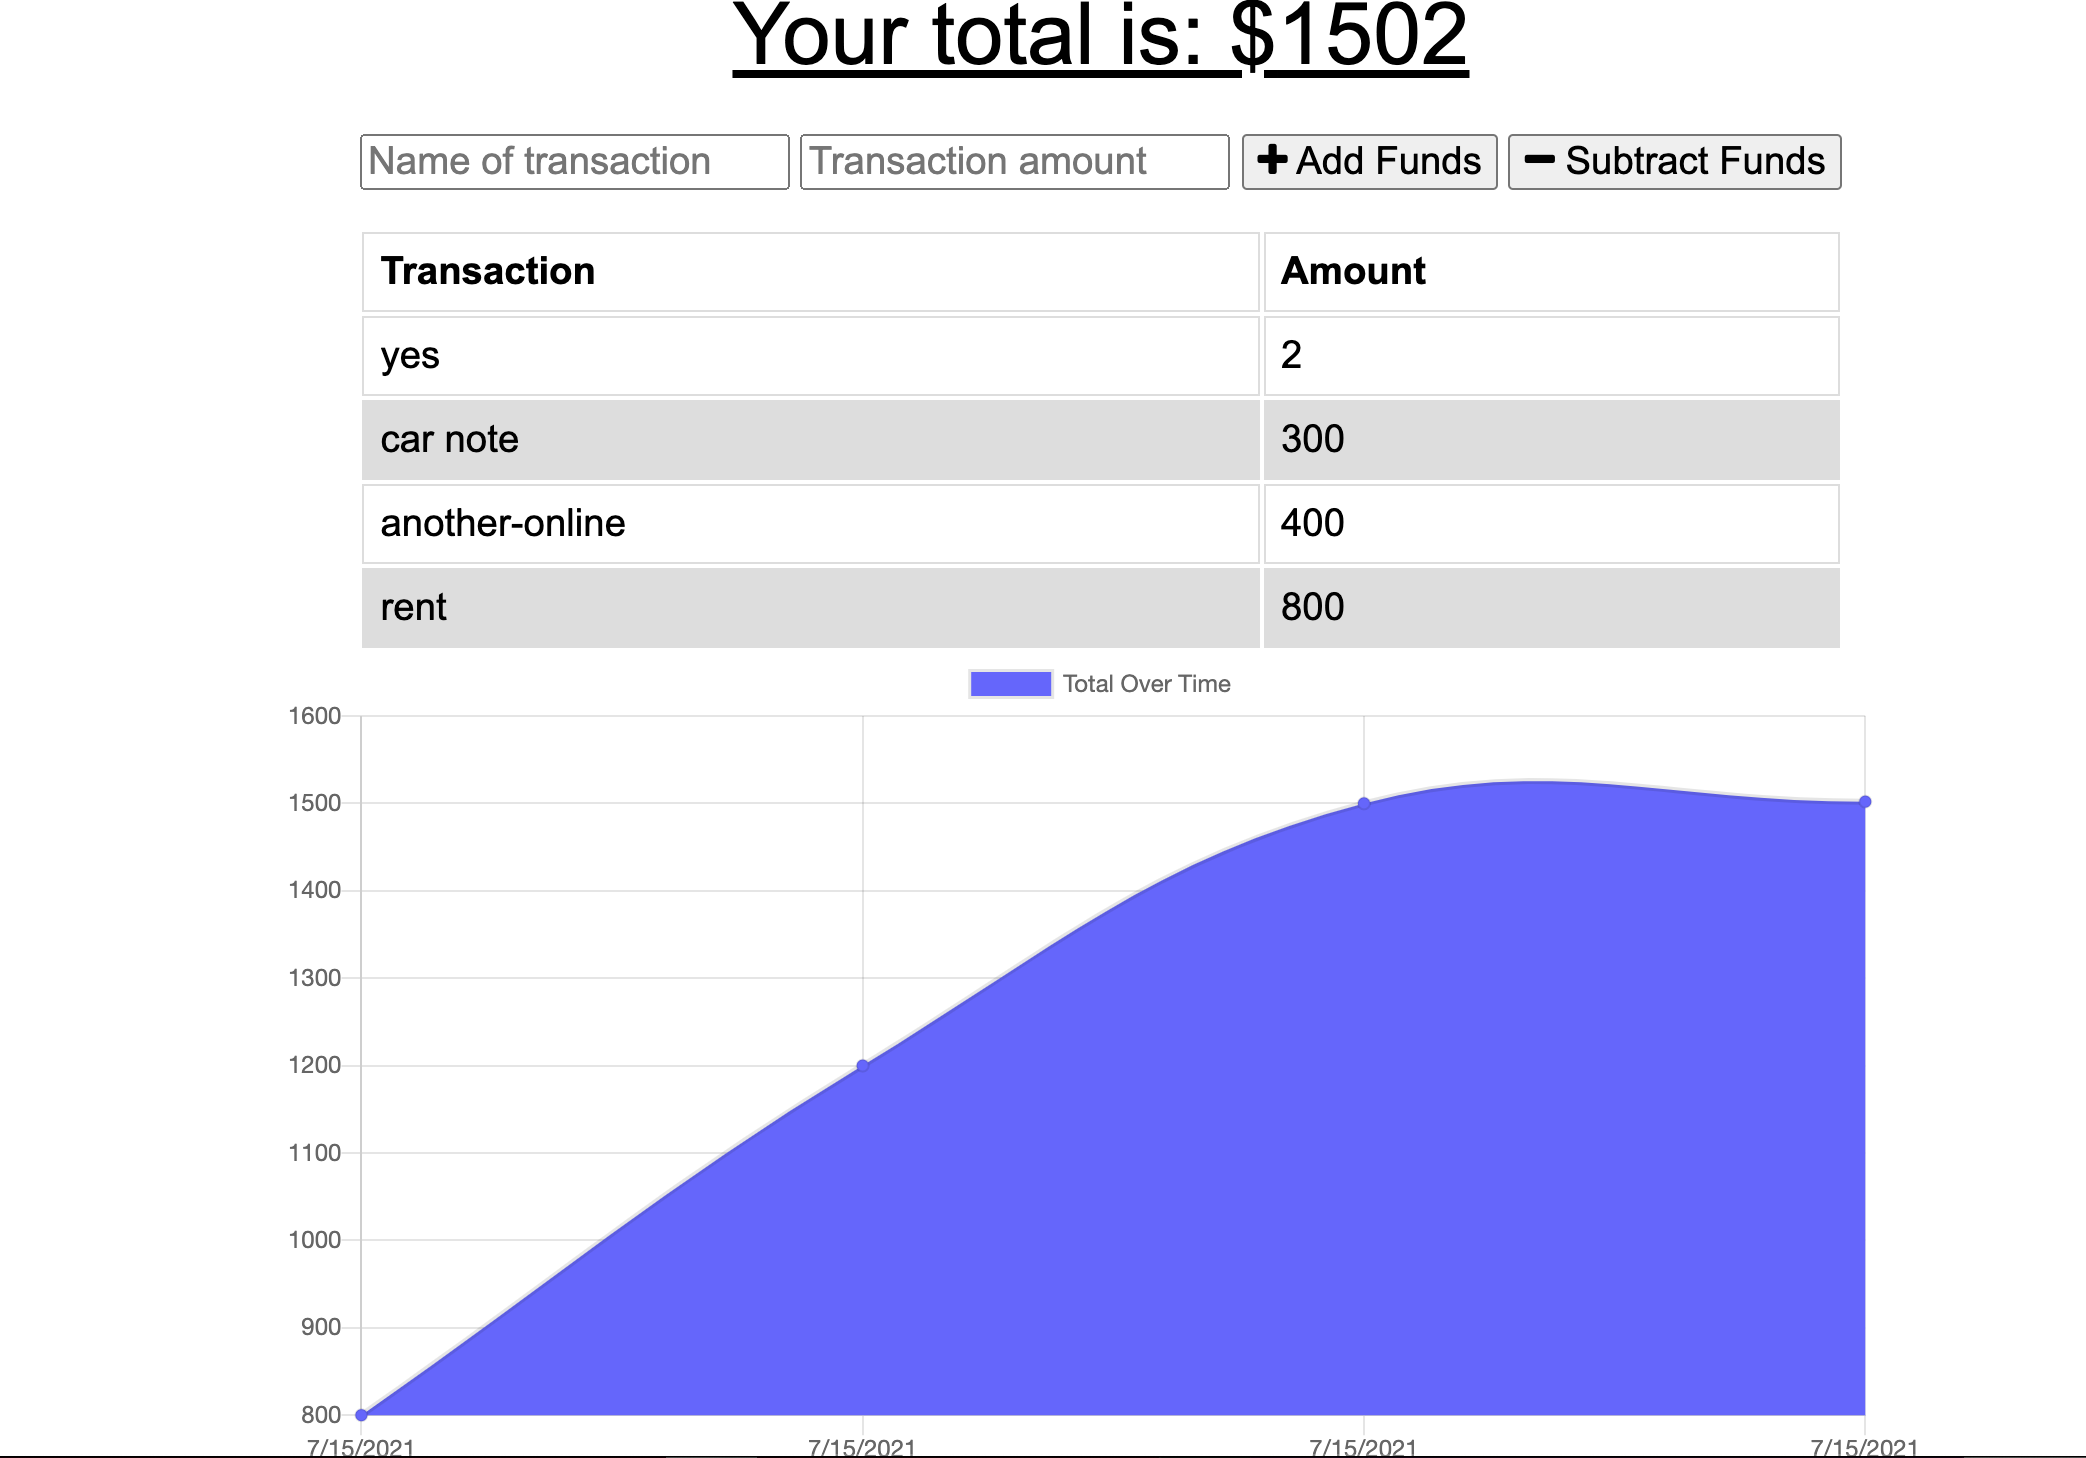 Your total is: $1502
Name of transaction Transaction amount Add Funds Subtract Funds
Transaction Amount
yes 2
car note 300
another-online 400
rent 800
Total Over Time
1600
1500
1400
1300
1200
1100
1000
900
800
7/15/2021 7/15/2021 7/15/2021 7/15/2021